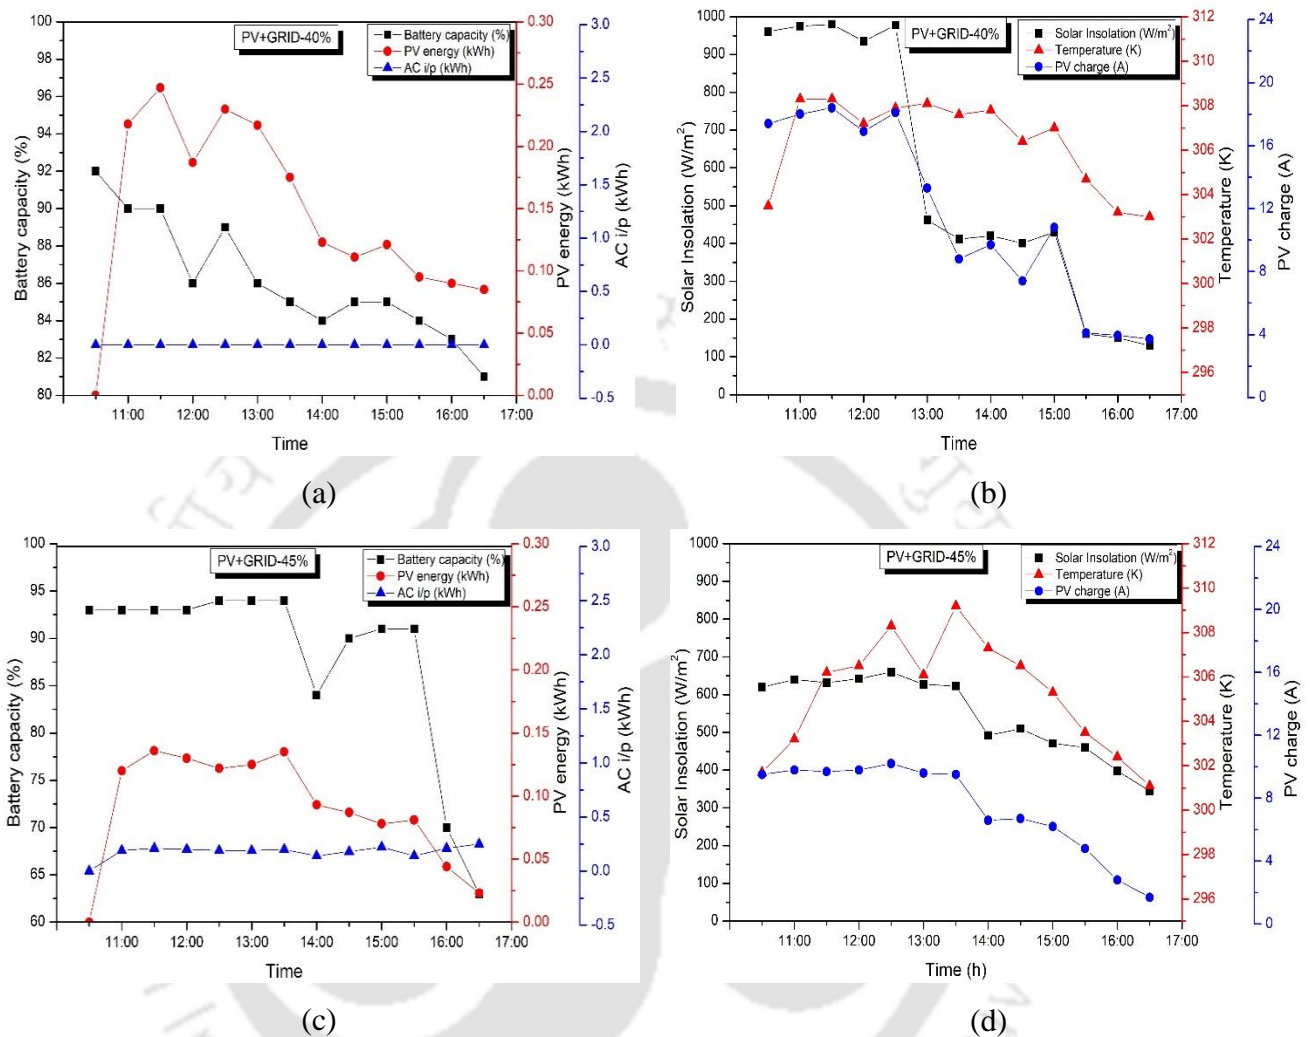 PV+GRID-40%
Battery capacity (%)
PV energy (kWh)
AC i/p (kWh)
100
98
96
94
92
90
88
86
84
82
80
Battery capacity (%)
0.30
0.25
0.20
0.15
0.10
0.05
0.00
PV energy (kWh)
3.0
2.5
2.0
1.5
1.0
0.5
0.0
-0.5
AC i/p (kWh)
11:00 12:00 13:00 14:00 15:00 16:00 17:00
Time
(a)
PV+GRID-40%
Solar Insolation (W/m²)
Temperature (K)
PV charge (A)
1000
900
800
700
600
500
400
300
200
100
0
Solar Insolation (W/m²)
312
310
308
306
304
302
300
298
296
Temperature (K)
24
20
16
12
8
4
0
PV charge (A)
11:00 12:00 13:00 14:00 15:00 16:00 17:00
Time
(b)
PV+GRID-45%
Battery capacity (%)
PV energy (kWh)
AC i/p (kWh)
100
95
90
85
80
75
70
65
60
Battery capacity (%)
0.30
0.25
0.20
0.15
0.10
0.05
0.00
PV energy (kWh)
3.0
2.5
2.0
1.5
1.0
0.5
0.0
-0.5
AC i/p (kWh)
11:00 12:00 13:00 14:00 15:00 16:00 17:00
Time
(c)
PV+GRID-45%
Solar Insolation (W/m²)
Temperature (K)
PV charge (A)
1000
900
800
700
600
500
400
300
200
100
0
Solar Insolation (W/m²)
312
310
308
306
304
302
300
298
296
Temperature (K)
24
20
16
12
8
4
0
PV charge (A)
11:00 12:00 13:00 14:00 15:00 16:00 17:00
Time (h)
(d)